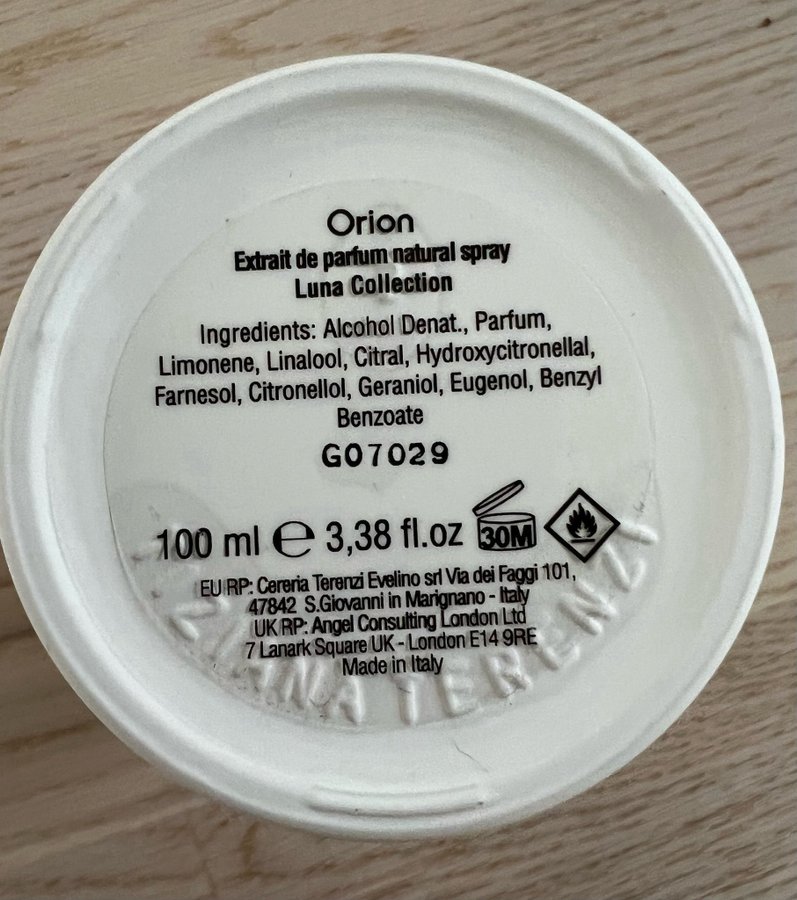 Orion
Extrait de parfum natural spray
Luna Collection
Ingredients: Alcohol Denat., Parfum,
Limonene, Linalool, Citral, Hydroxycitronellal,
Farnesol, Citronellol, Geraniol, Eugenol, Benzyl
Benzoate
G07029
100 ml ℮ 3,38 fl.oz 30M
EU RP: Cereria Terenzi Evelino srl Via dei Faggi 101,
47842 S.Giovanni in Marignano - Italy
UK RP: Angel Consulting London Ltd
7 Lanark Square UK - London E14 9RE
Made in Italy
TIZIANA TERENZI